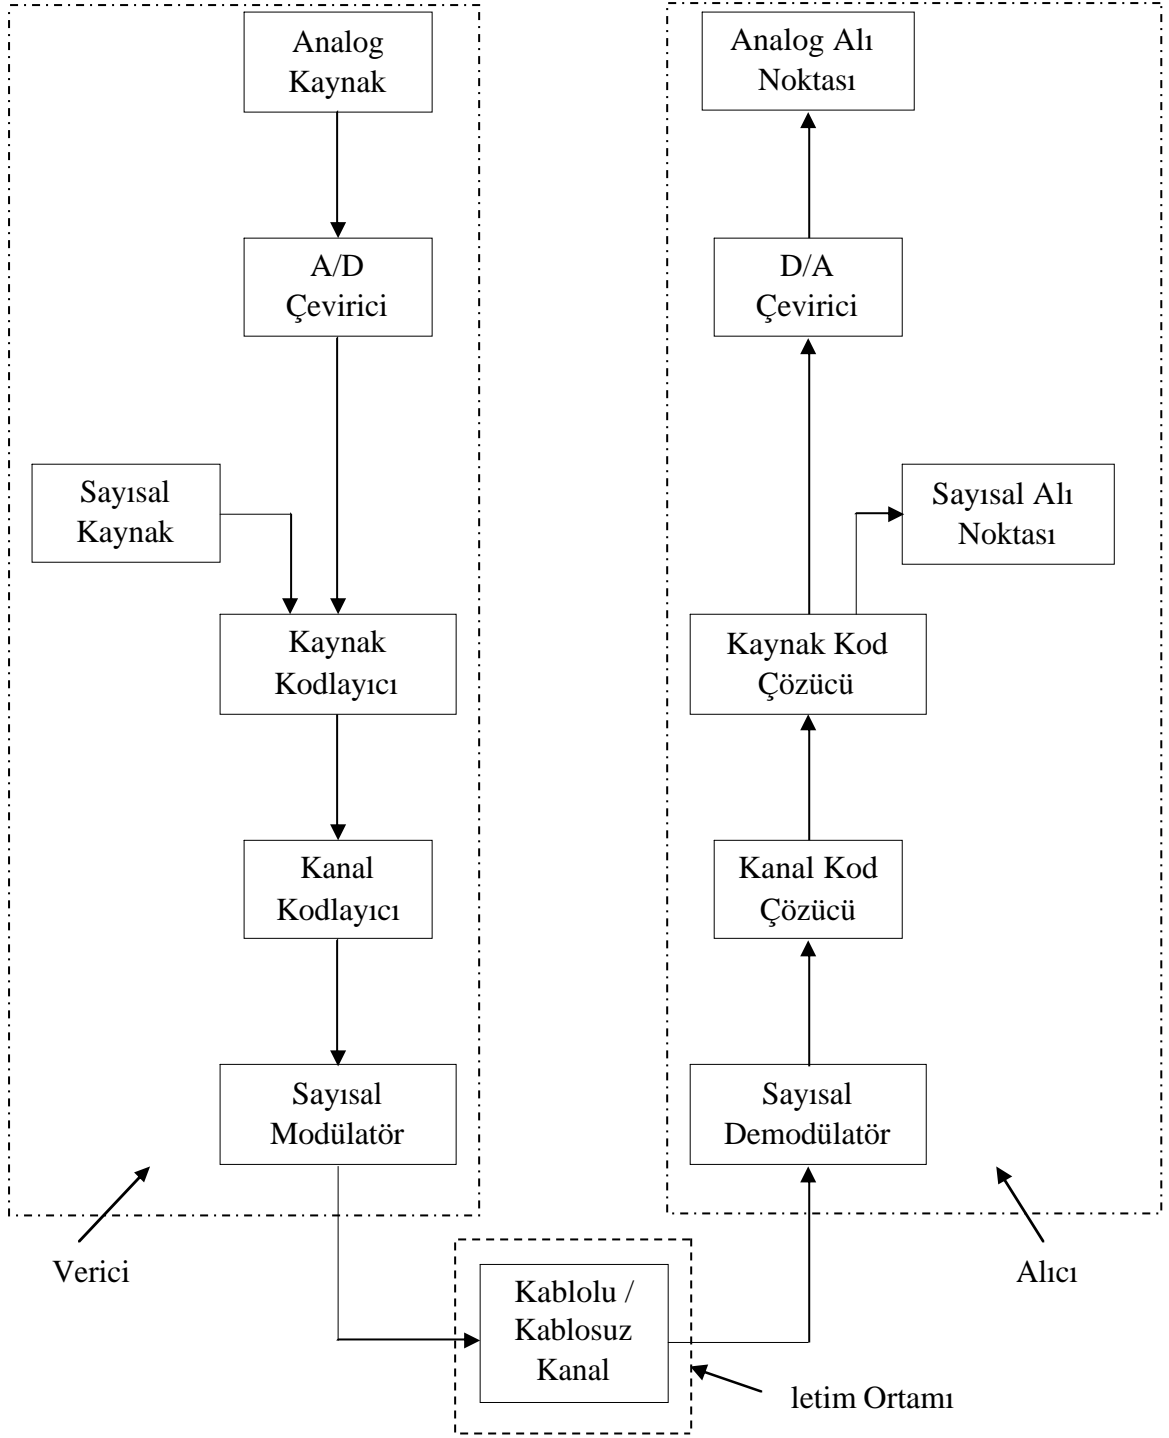 Analog
Kaynak
A/D
Çevirici
Sayısal
Kaynak
Kaynak
Kodlayıcı
Kanal
Kodlayıcı
Sayısal
Modülatör
Verici
Kablolu /
Kablosuz
Kanal
letim Ortamı
Analog Alı
Noktası
D/A
Çevirici
Sayısal Alı
Noktası
Kaynak Kod
Çözücü
Kanal Kod
Çözücü
Sayısal
Demodülatör
Alıcı